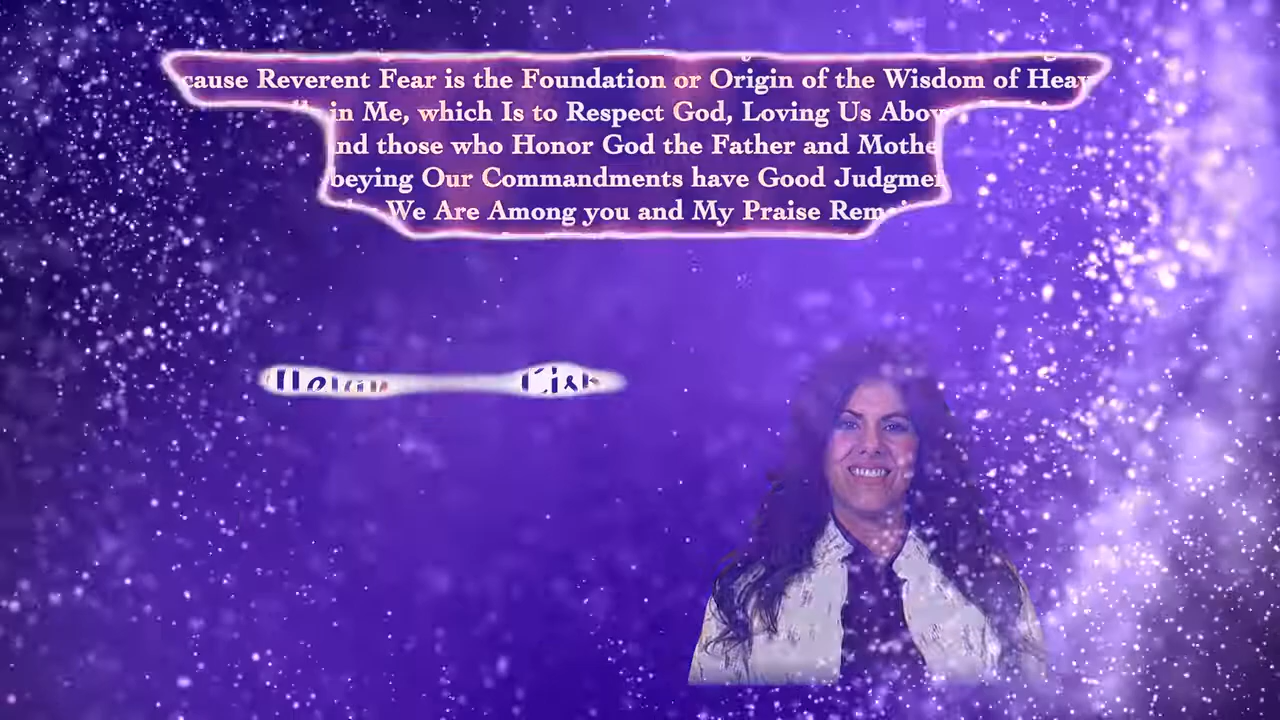 cause Reverent Fear is the Foundation or Origin of the Wisdom of Heav
in Me, which Is to Respect God, Loving Us Abov
nd those who Honor God the Father and Mothe
beying Our Commandments have Good Judgmen
We Are Among you and My Praise Rem